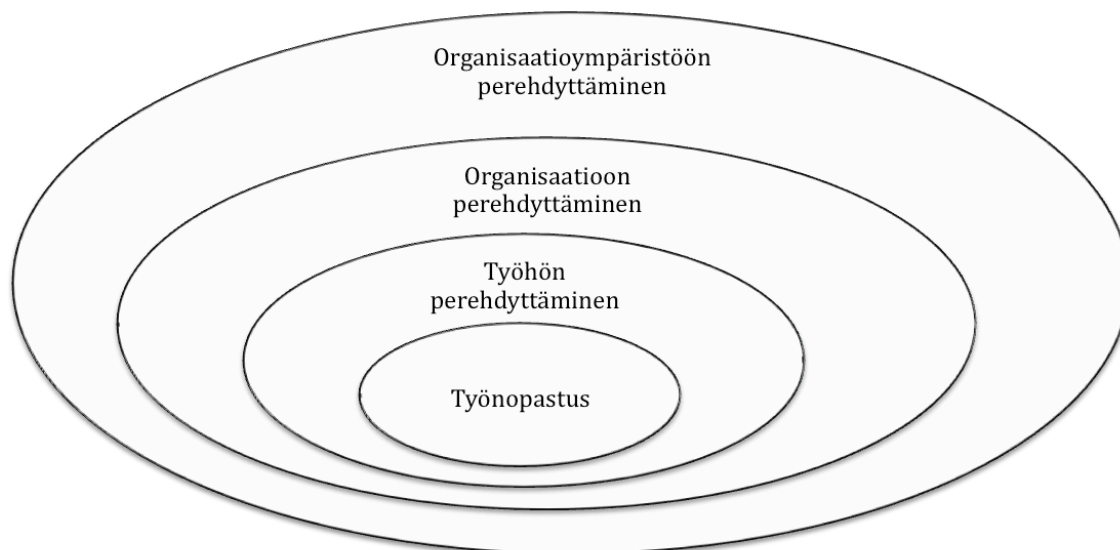 Organisaatioympäristöön
perehdyttäminen
Organisaatioon
perehdyttäminen
Työhön
perehdyttäminen
Työnopastus